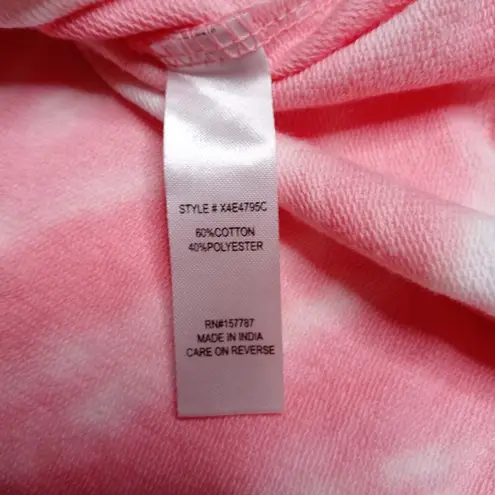 STYLE # X4E4795C
60%COTTON
40%POLYESTER
RN#157787
MADE IN INDIA
CARE ON REVERSE